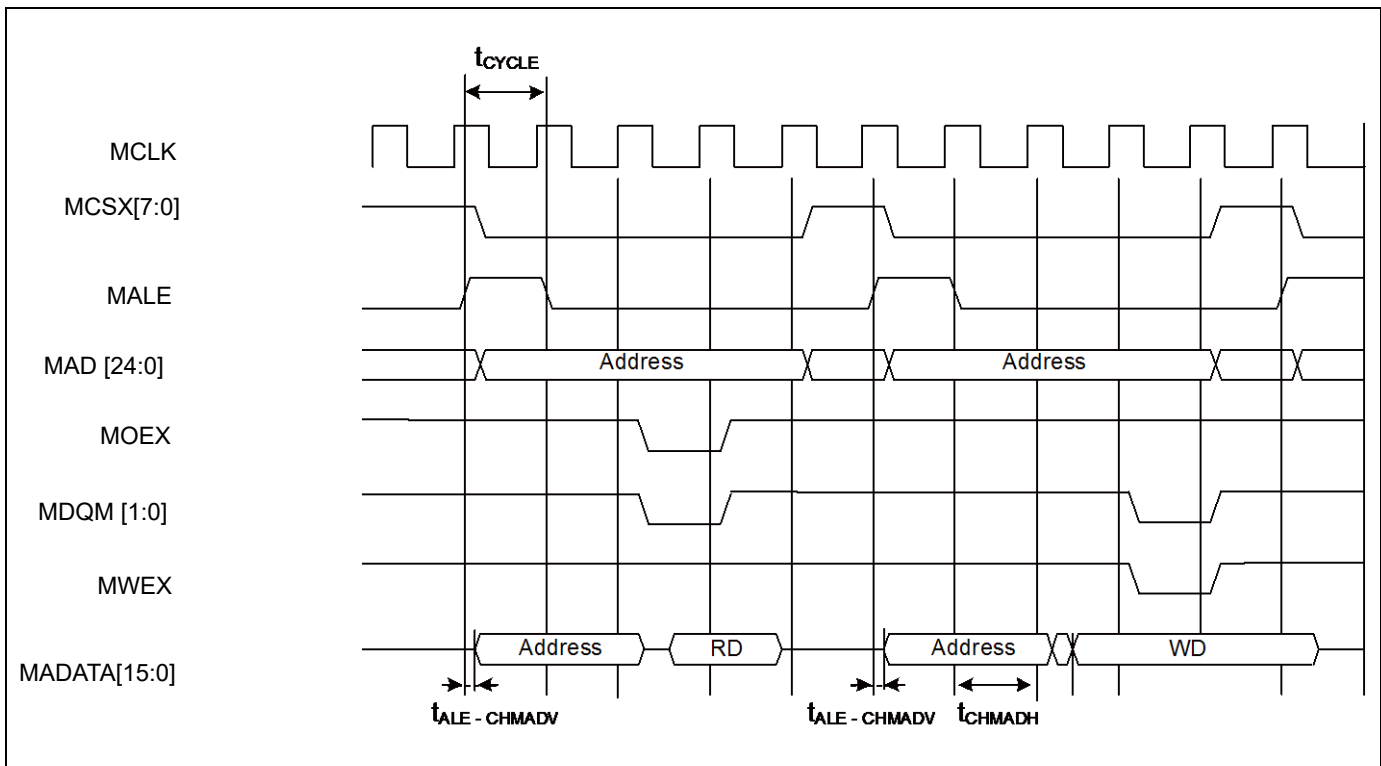 tCYCLE
MCLK
MCSX[7:0]
MALE
MAD [24:0]
Address
Address
MOEX
MDQM [1:0]
MWEX
MADATA[15:0]
Address
RD
Address
WD
tALE - CHMADV
tALE - CHMADV
tCHMADH